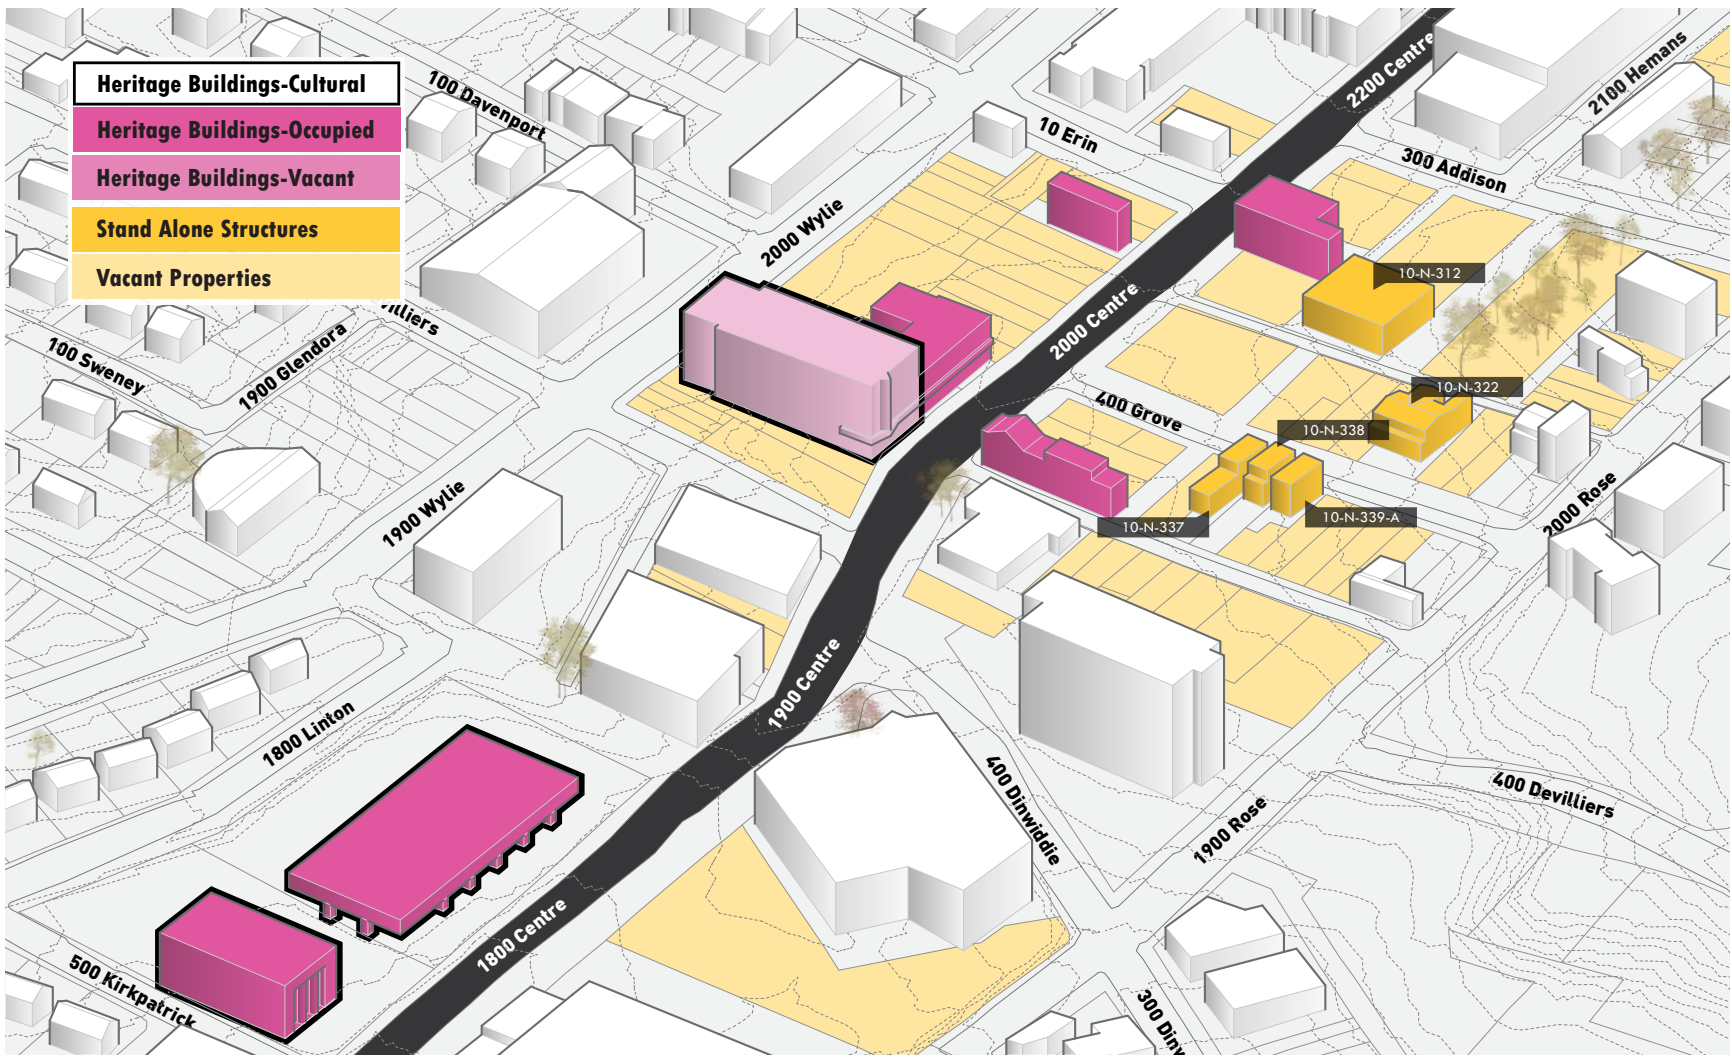 Heritage Buildings-Cultural
Heritage Buildings-Occupied
Heritage Buildings-Vacant
Stand Alone Structures
Vacant Properties
100 Davenport
2200 Centre
2100 Hemans
10 Erin
300 Addison
2000 Wylie
10-N-312
villiers
1900 Glendora
100 Sweney
2000 Centre
10-N-322
400 Grove
10-N-338
2000 Rose
1900 Wylie
10-N-337
10-N-339-A
1900 Centre
1800 Linton
400 Dinwiddie
400 Devilliers
1900 Rose
1800 Centre
500 Kirkpatrick
300 Dinw